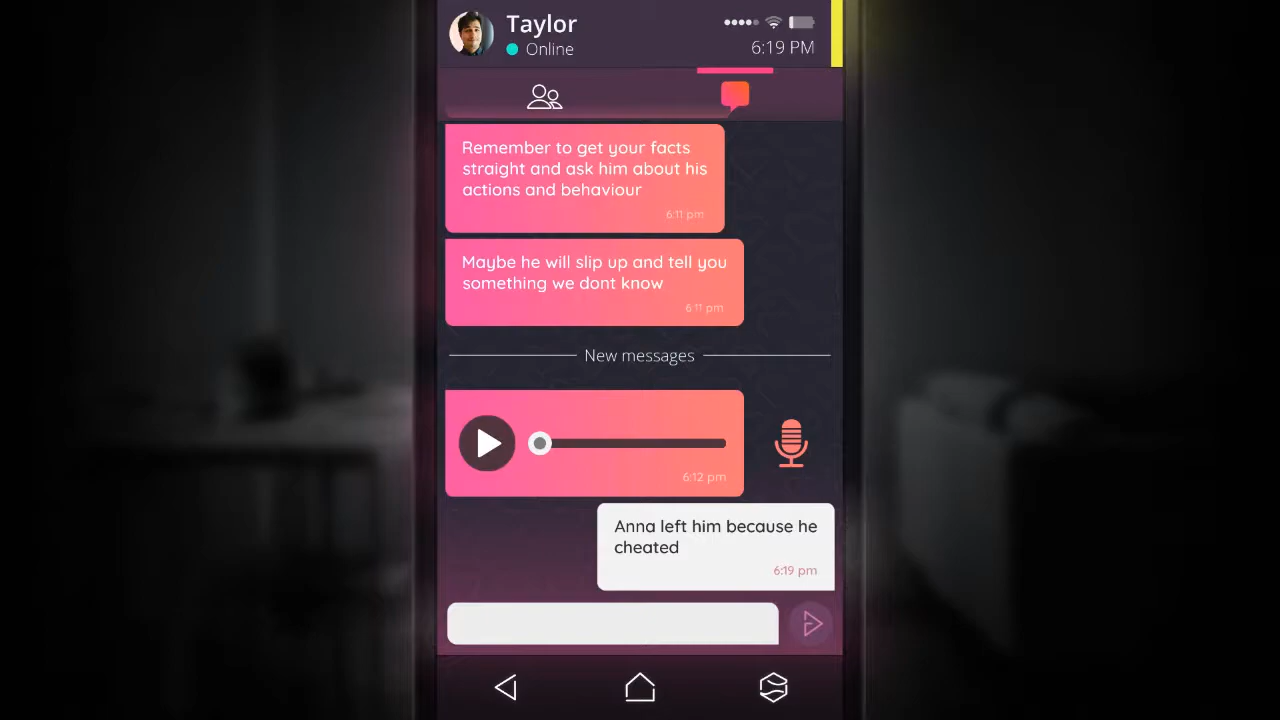 Taylor
Online
6:19 PM
Remember to get your facts
straight and ask him about his
actions and behaviour
6:11 pm
Maybe he will slip up and tell you
something we dont know
6:11 pm
New messages
6:12 pm
Anna left him because he
cheated
6:19 pm